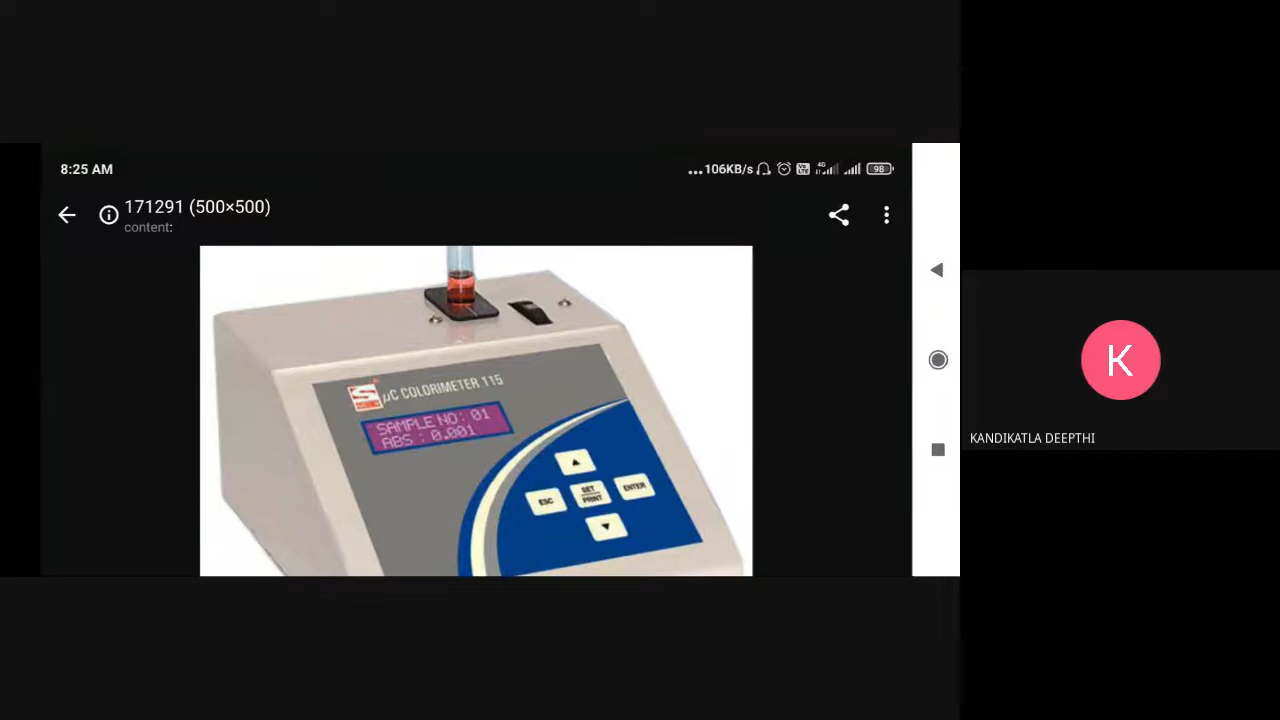 8:25 AM
...106KB/s 4G 98
171291 (500×500)
content:
µC COLORIMETER 115
SAMPLE NO: 01
ABS : 0.001
ESC
SET
PRINT
ENTER
K
KANDIKATLA DEEPTHI